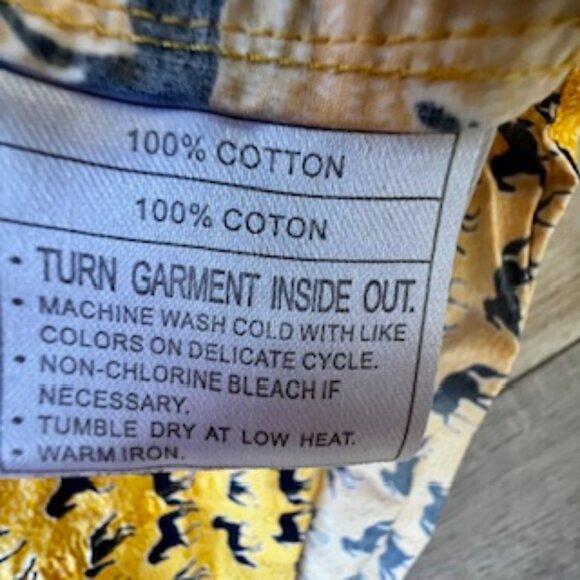 100% COTTON
100% COTON
• TURN GARMENT INSIDE OUT.
• MACHINE WASH COLD WITH LIKE
COLORS ON DELICATE CYCLE.
• NON-CHLORINE BLEACH IF
NECESSARY.
• TUMBLE DRY AT LOW HEAT.
• WARM IRON.